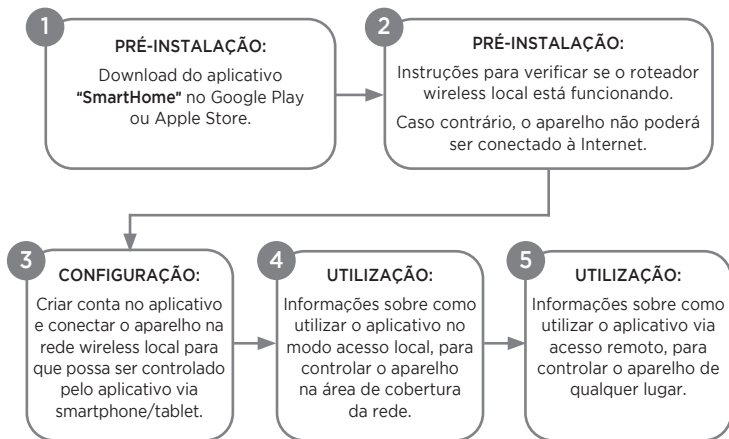 1
PRÉ-INSTALAÇÃO:
Download do aplicativo
“SmartHome” no Google Play
ou Apple Store.
2
PRÉ-INSTALAÇÃO:
Instruções para verificar se o roteador
wireless local está funcionando.
Caso contrário, o aparelho não poderá
ser conectado à Internet.
3
CONFIGURAÇÃO:
Criar conta no aplicativo
e conectar o aparelho na
rede wireless local para
que possa ser controlado
pelo aplicativo via
smartphone/tablet.
4
UTILIZAÇÃO:
Informações sobre como
utilizar o aplicativo no
modo acesso local, para
controlar o aparelho
na área de cobertura
da rede.
5
UTILIZAÇÃO:
Informações sobre como
utilizar o aplicativo via
acesso remoto, para
controlar o aparelho de
qualquer lugar.